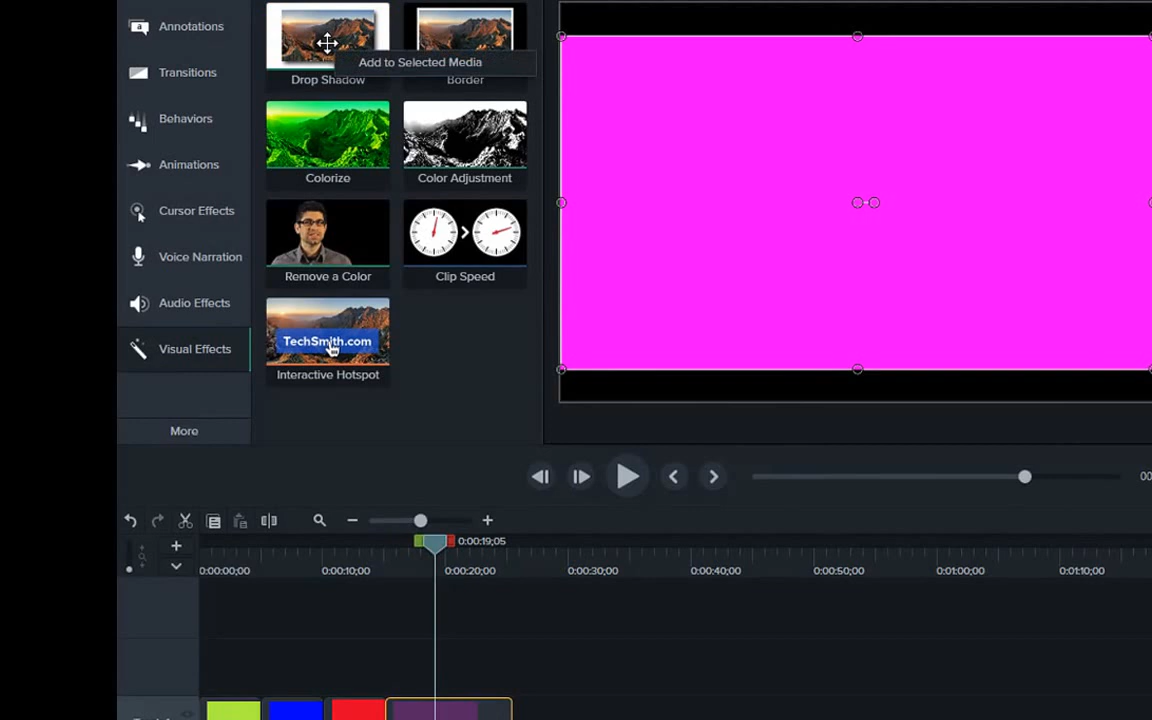 Annotations
Transitions
Behaviors
Animations
Cursor Effects
Voice Narration
Audio Effects
Visual Effects
More
Add to Selected Media
Drop Shadow
Border
Colorize
Color Adjustment
Remove a Color
Clip Speed
TechSmith.com
Interactive Hotspot
00
0:00:19;05
0:00:00;00
0:00:10;00
0:00:20;00
0:00:30;00
0:00:40;00
0:00:50;00
0:01:00;00
0:01:10;00